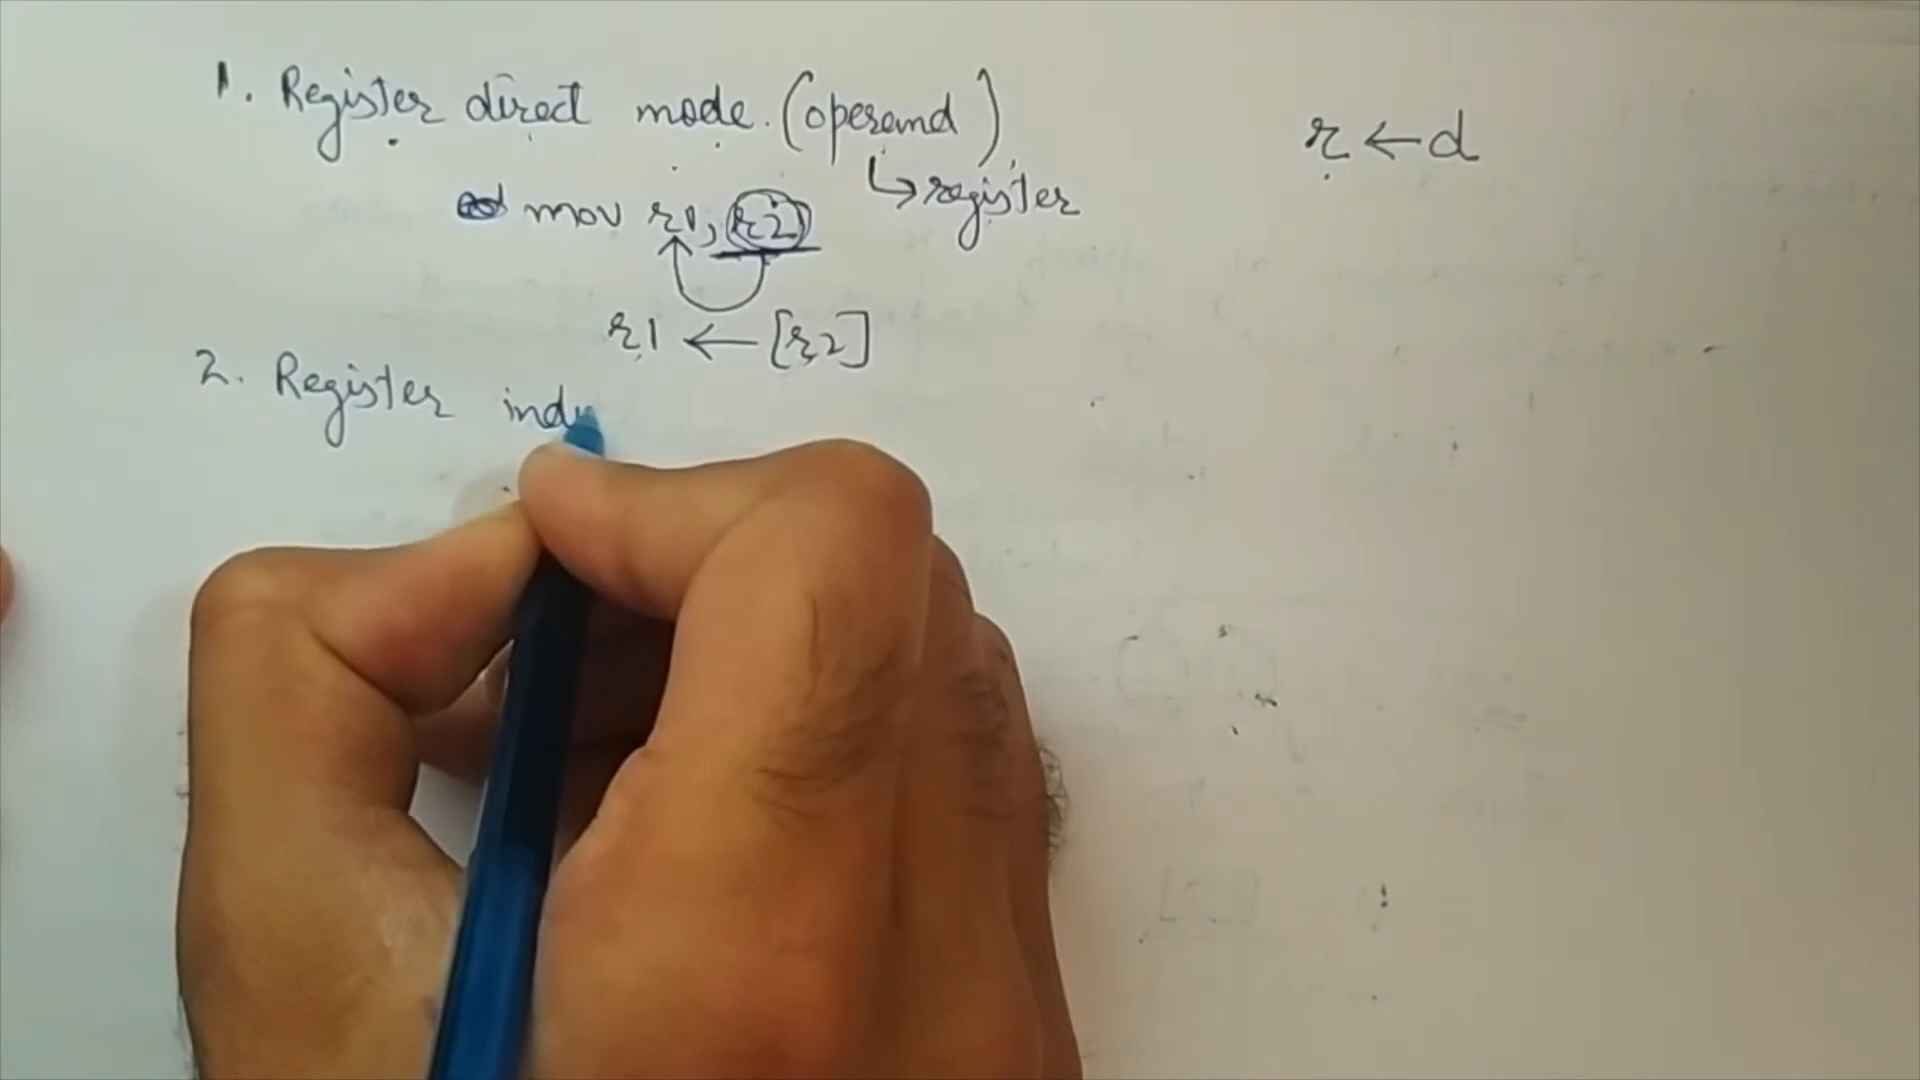 1. Register direct mode. (operand)
r ← d
↳ register
mov r1, r2
r1 ← [r2]
2. Register ind